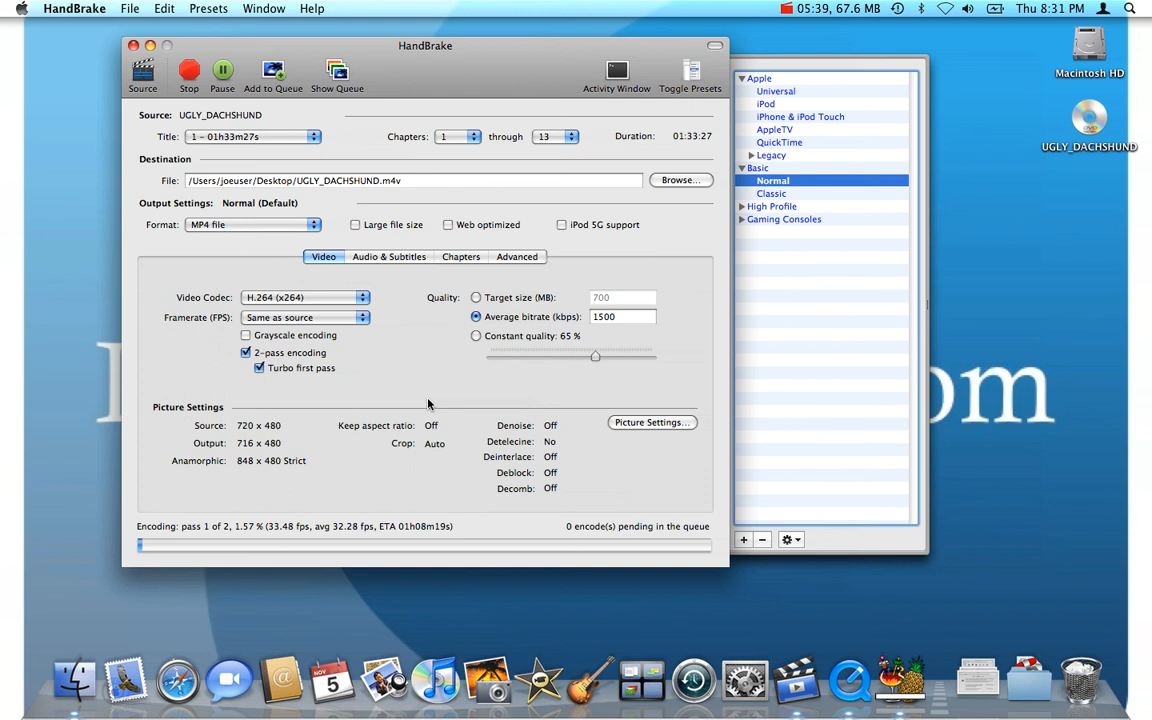 HandBrake File Edit Presets Window Help 05:39, 67.6 MB Thu 8:31 PM
HandBrake
Source Stop Pause Add to Queue Show Queue Activity Window Toggle Presets
Source: UGLY_DACHSHUND
Title: 1 - 01h33m27s Chapters: 1 through 13 Duration: 01:33:27
Destination
File: /Users/joeuser/Desktop/UGLY_DACHSHUND.m4v Browse...
Output Settings: Normal (Default)
Format: MP4 file Large file size Web optimized iPod 5G support
Video Audio & Subtitles Chapters Advanced
Video Codec: H.264 (x264) Quality: Target size (MB): 700
Framerate (FPS): Same as source Average bitrate (kbps): 1500
Grayscale encoding Constant quality: 65 %
2-pass encoding
Turbo first pass
Picture Settings
Source: 720 x 480 Keep aspect ratio: Off Denoise: Off Picture Settings...
Output: 716 x 480 Crop: Auto Detelecine: No
Anamorphic: 848 x 480 Strict Deinterlace: Off
Deblock: Off
Decomb: Off
Encoding: pass 1 of 2, 1.57 % (33.48 fps, avg 32.28 fps, ETA 01h08m19s) 0 encode(s) pending in the queue
Apple
Universal
iPod
iPhone & iPod Touch
AppleTV
QuickTime
Legacy
Basic
Normal
Classic
High Profile
Gaming Consoles
Macintosh HD
UGLY_DACHSHUND
om
NOV
5